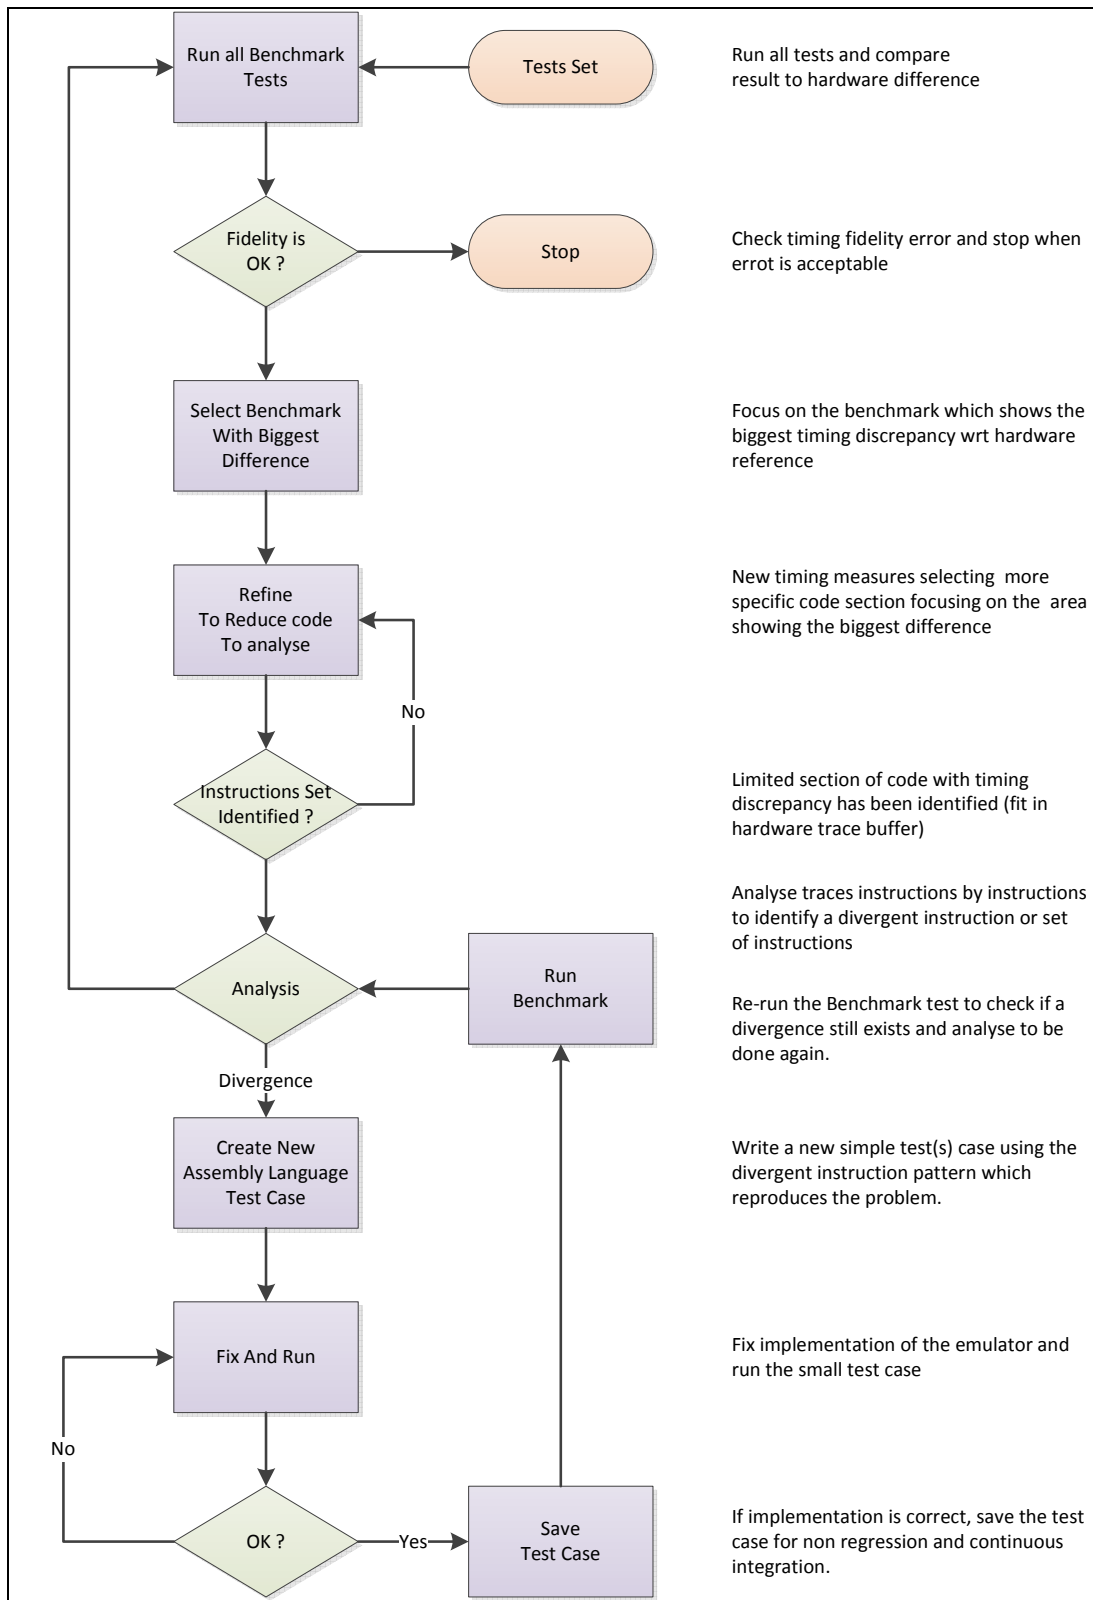 Run all Benchmark
Tests
Tests Set
Run all tests and compare
result to hardware difference
Fidelity is
OK ?
Stop
Check timing fidelity error and stop when
errot is acceptable
Select Benchmark
With Biggest
Difference
Focus on the benchmark which shows the
biggest timing discrepancy wrt hardware
reference
Refine
To Reduce code
To analyse
New timing measures selecting  more
specific code section focusing on the  area
showing the biggest difference
No
Instructions Set
Identified ?
Limited section of code with timing
discrepancy has been identified (fit in
hardware trace buffer)
Analysis
Run
Benchmark
Analyse traces instructions by instructions
to identify a divergent instruction or set
of instructions
Re-run the Benchmark test to check if a
divergence still exists and analyse to be
done again.
Divergence
Create New
Assembly Language
Test Case
Write a new simple test(s) case using the
divergent instruction pattern which
reproduces the problem.
Fix And Run
Fix implementation of the emulator and
run the small test case
No
OK ?
Yes
Save
Test Case
If implementation is correct, save the test
case for non regression and continuous
integration.